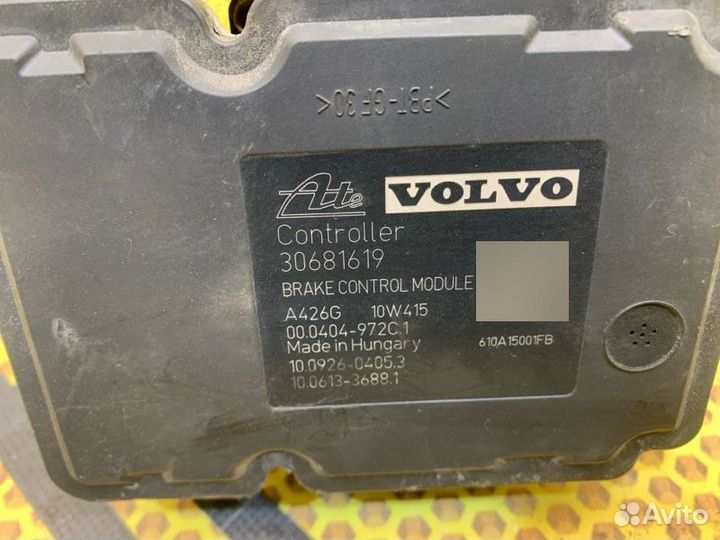 >PBT-GF30<
Ate VOLVO
Controller
30681619
BRAKE CONTROL MODULE
A426G 10W415
00.0404-972C.1
Made in Hungary 610A15001FB
10.0926-0405.3
10.0613-3688.1
Avito